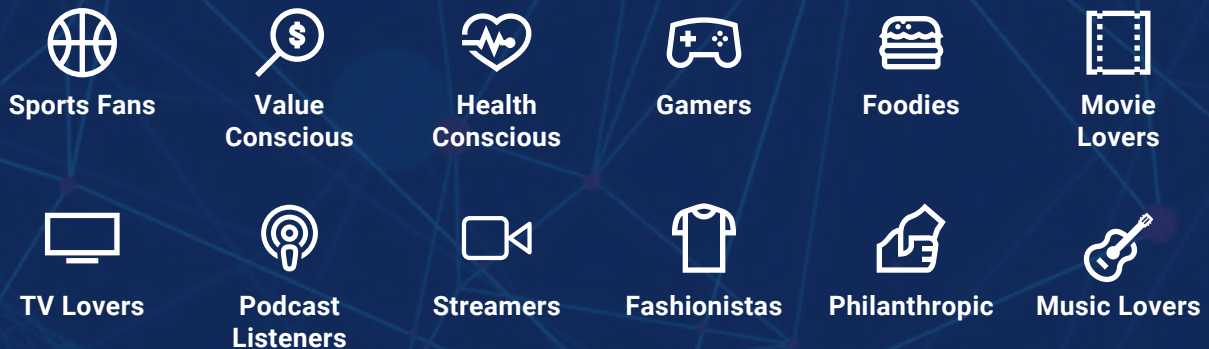 $
Sports Fans
Value
Conscious
Health
Conscious
Gamers
Foodies
Movie
Lovers
TV Lovers
Podcast
Listeners
Streamers
Fashionistas
Philanthropic
Music Lovers